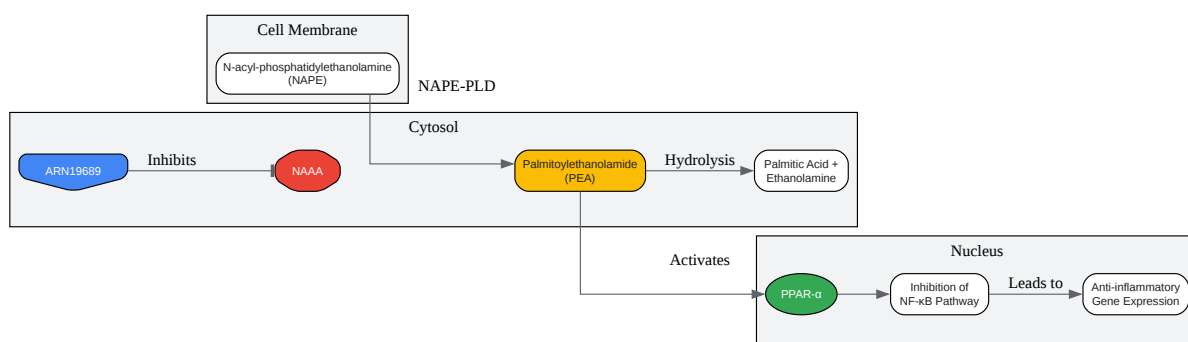 Cell Membrane
N-acyl-phosphatidylethanolamine
(NAPE)
NAPE-PLD
Cytosol
ARN19689
Inhibits
NAAA
Palmitoylethanolamide
(PEA)
Hydrolysis
Palmitic Acid +
Ethanolamine
Activates
Nucleus
PPAR-α
Inhibition of
NF-κB Pathway
Leads to
Anti-inflammatory
Gene Expression